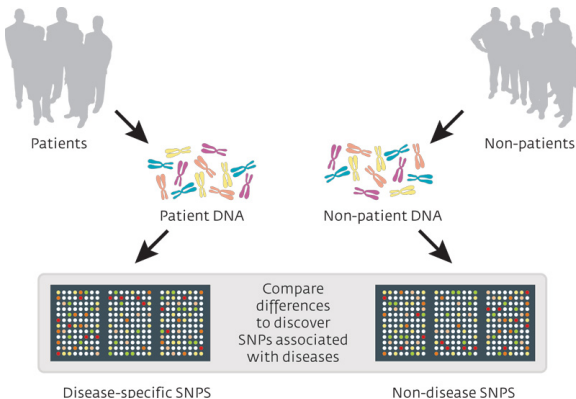 Patients
Non-patients
Patient DNA
Non-patient DNA
Compare
differences
to discover
SNPs associated
with diseases
Disease-specific SNPS
Non-disease SNPS